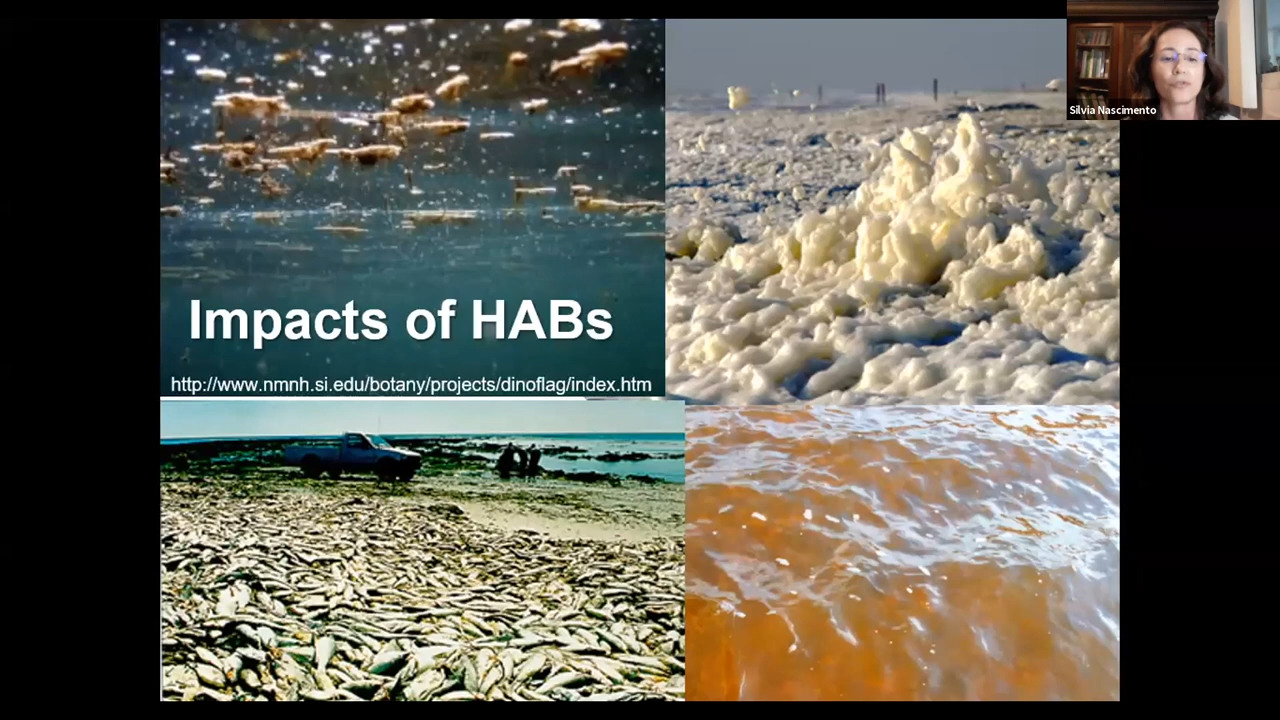 Silvia Nascimento
Impacts of HABs
http://www.nmnh.si.edu/botany/projects/dinoflag/index.htm